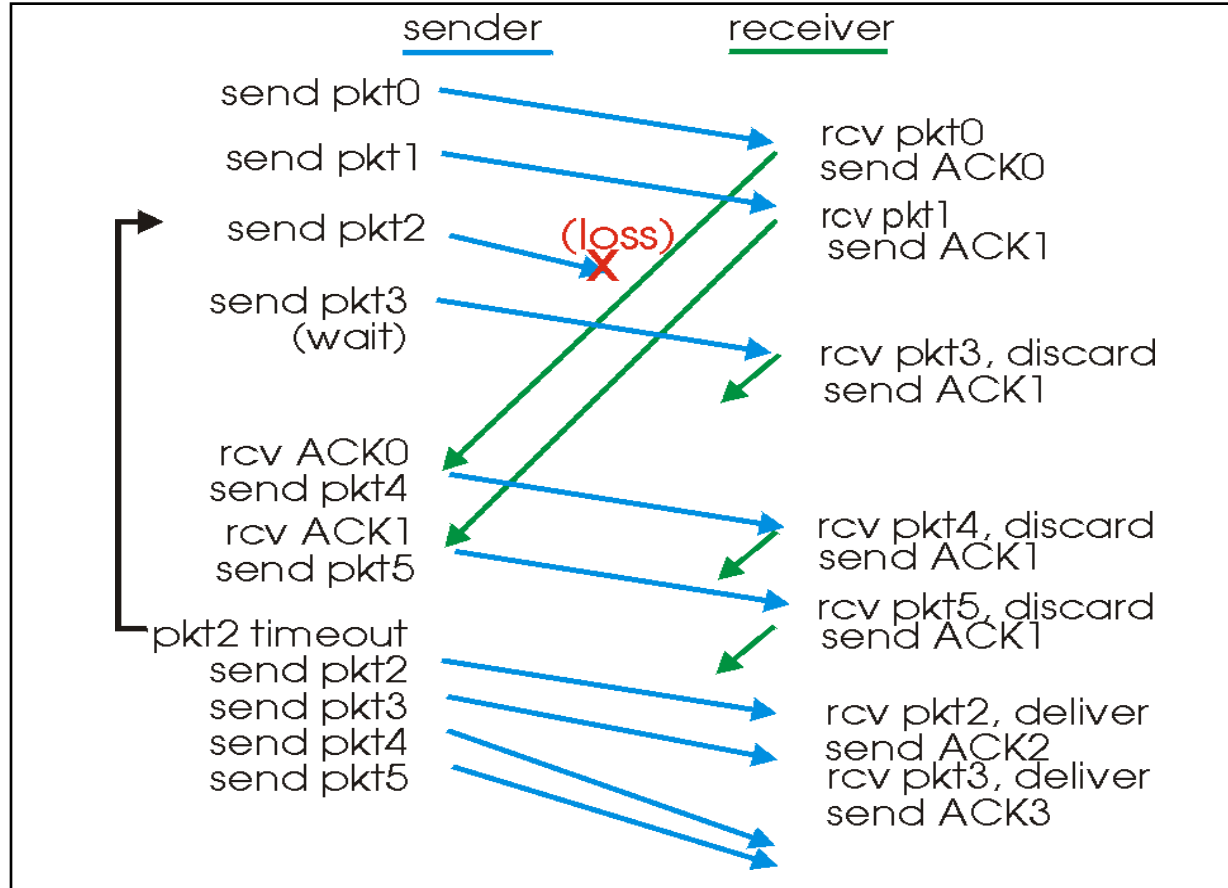 sender
receiver
send pkt0
rcv pkt0
send ACK0
send pkt1
rcv pkt1
send ACK1
send pkt2
(loss)
X
send pkt3
(wait)
rcv pkt3, discard
send ACK1
rcv ACK0
send pkt4
rcv ACK1
send pkt5
rcv pkt4, discard
send ACK1
rcv pkt5, discard
send ACK1
pkt2 timeout
send pkt2
send pkt3
send pkt4
send pkt5
rcv pkt2, deliver
send ACK2
rcv pkt3, deliver
send ACK3